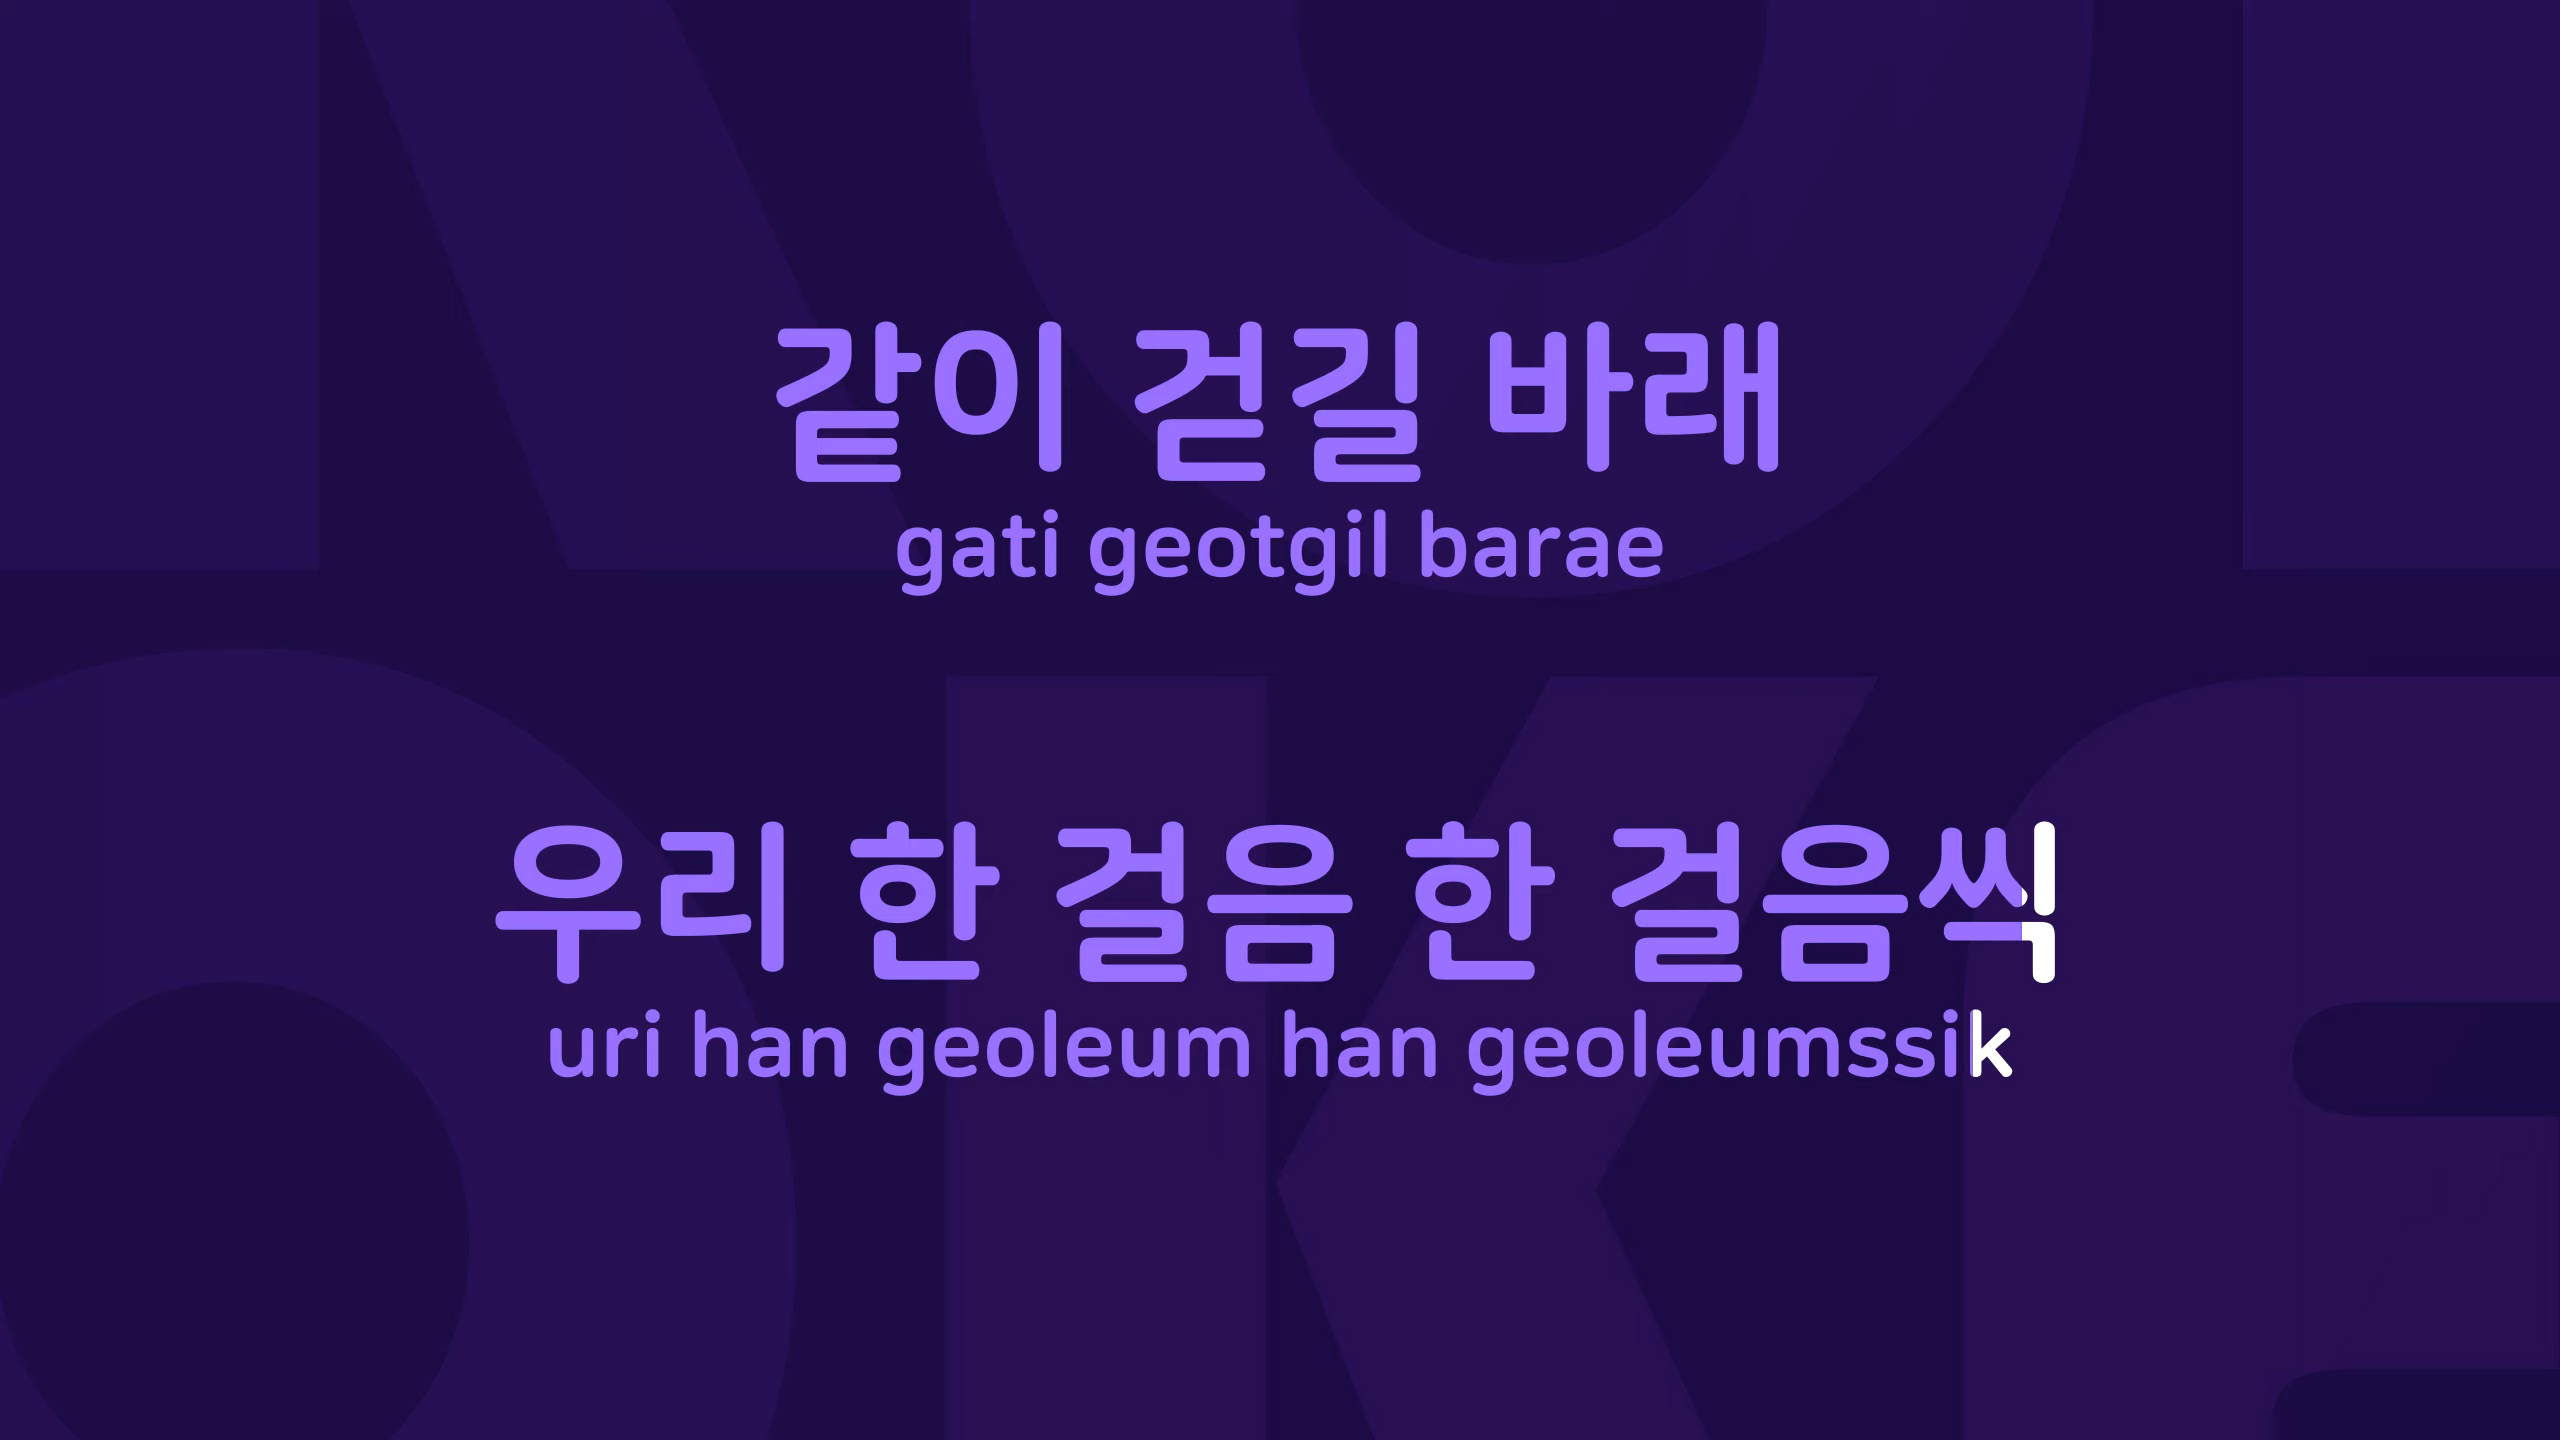 같이 걷길 바래
gati geotgil barae
우리 한 걸음 한 걸음씩
uri han geoleum han geoleumssik